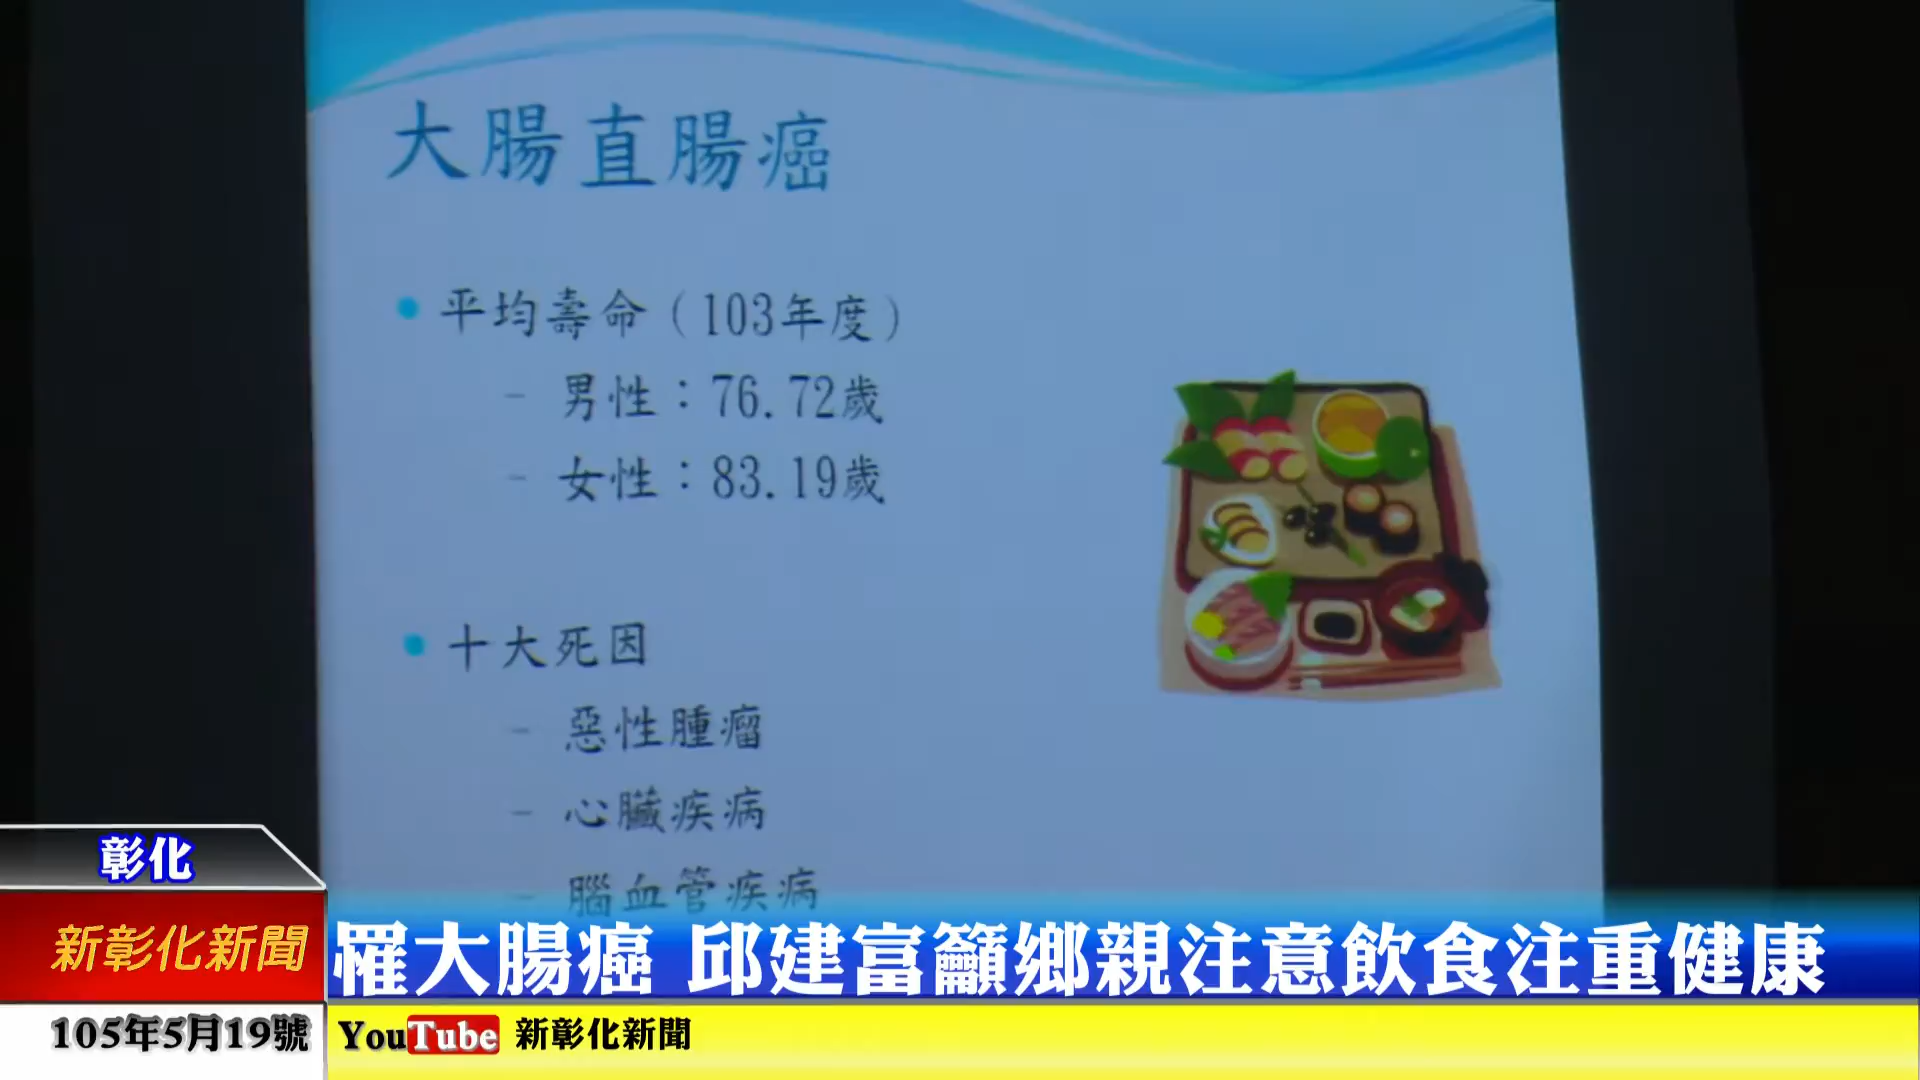 大腸直腸癌
• 平均壽命（103年度）
- 男性：76.72歲
- 女性：83.19歲
• 十大死因
- 惡性腫瘤
- 心臟疾病
- 腦血管疾病
彰化
新彰化新聞
罹大腸癌 邱建富籲鄉親注意飲食注重健康
105年5月19號
YouTube 新彰化新聞